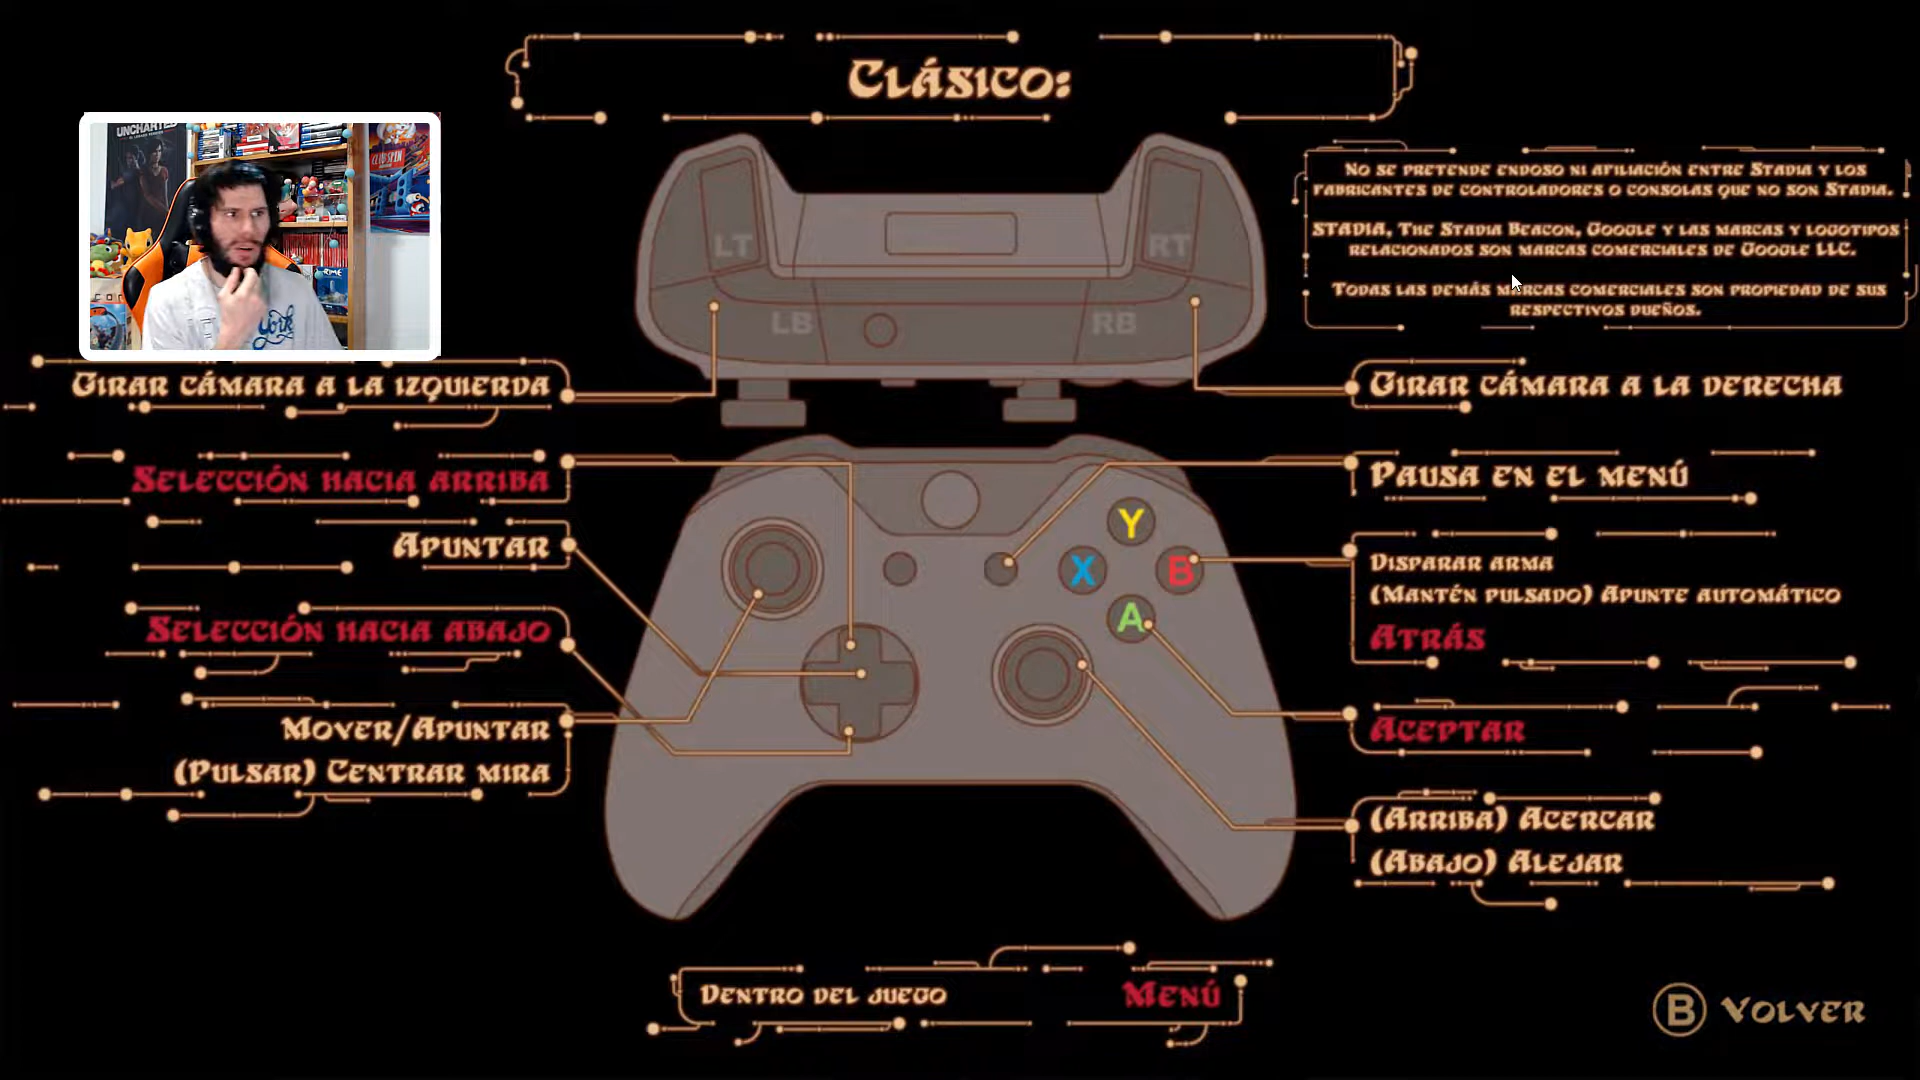 Clásico:
UNCHARTED
York
No se pretende endoso ni afiliación entre Stadia y los
fabricantes de controladores o consolas que no son Stadia.
STADIA, The Stadia Beacon, Google y las marcas y logotipos
relacionados son marcas comerciales de Google LLC.
Todas las demás marcas comerciales son propiedad de sus
respectivos dueños.
LT
RT
LB
RB
Girar cámara a la izquierda
Girar cámara a la derecha
Selección hacia arriba
Pausa en el menú
Apuntar
Y
X
B
A
Disparar arma
(Mantén pulsado) Apunte automático
Atrás
Selección hacia abajo
Mover/Apuntar
(Pulsar) Centrar mira
Aceptar
(Arriba) Acercar
(Abajo) Alejar
Dentro del juego
Menú
B Volver